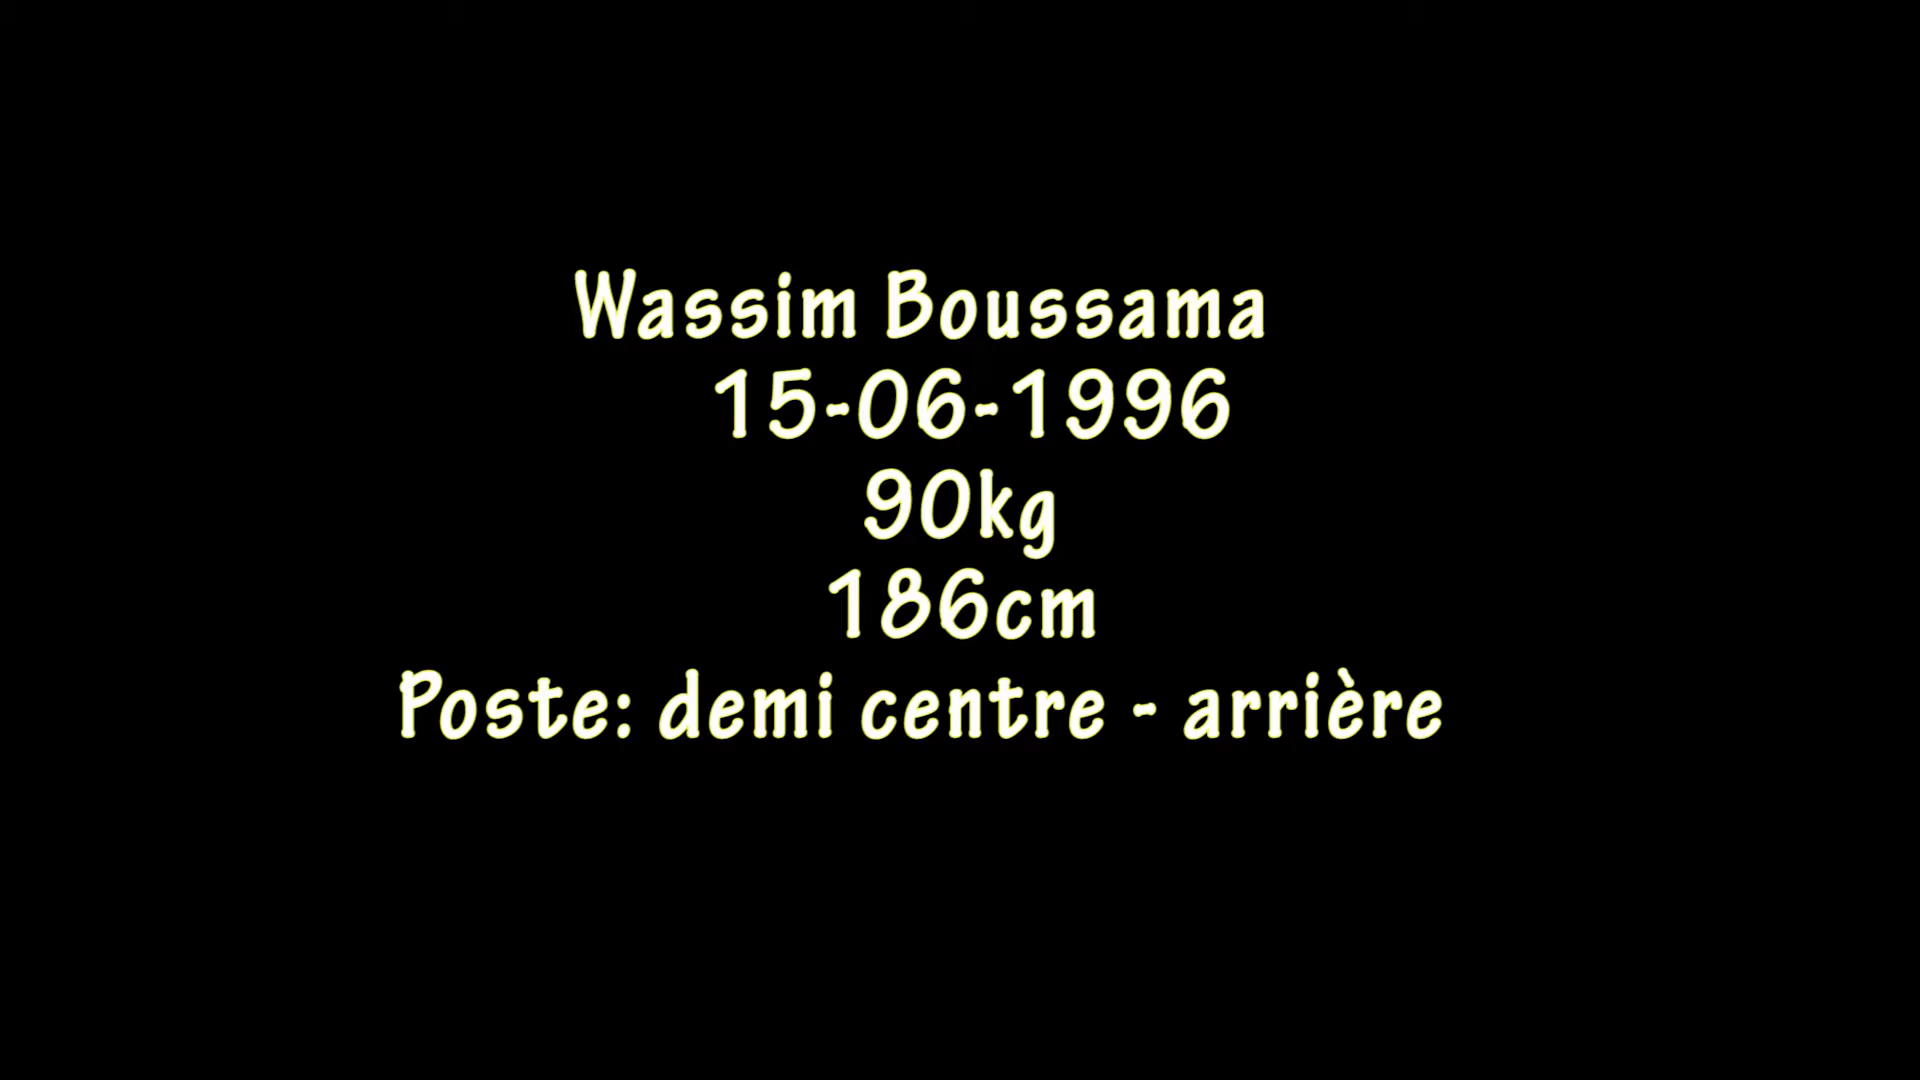 Wassim Boussama
15-06-1996
90kg
186cm
Poste: demi centre - arrière